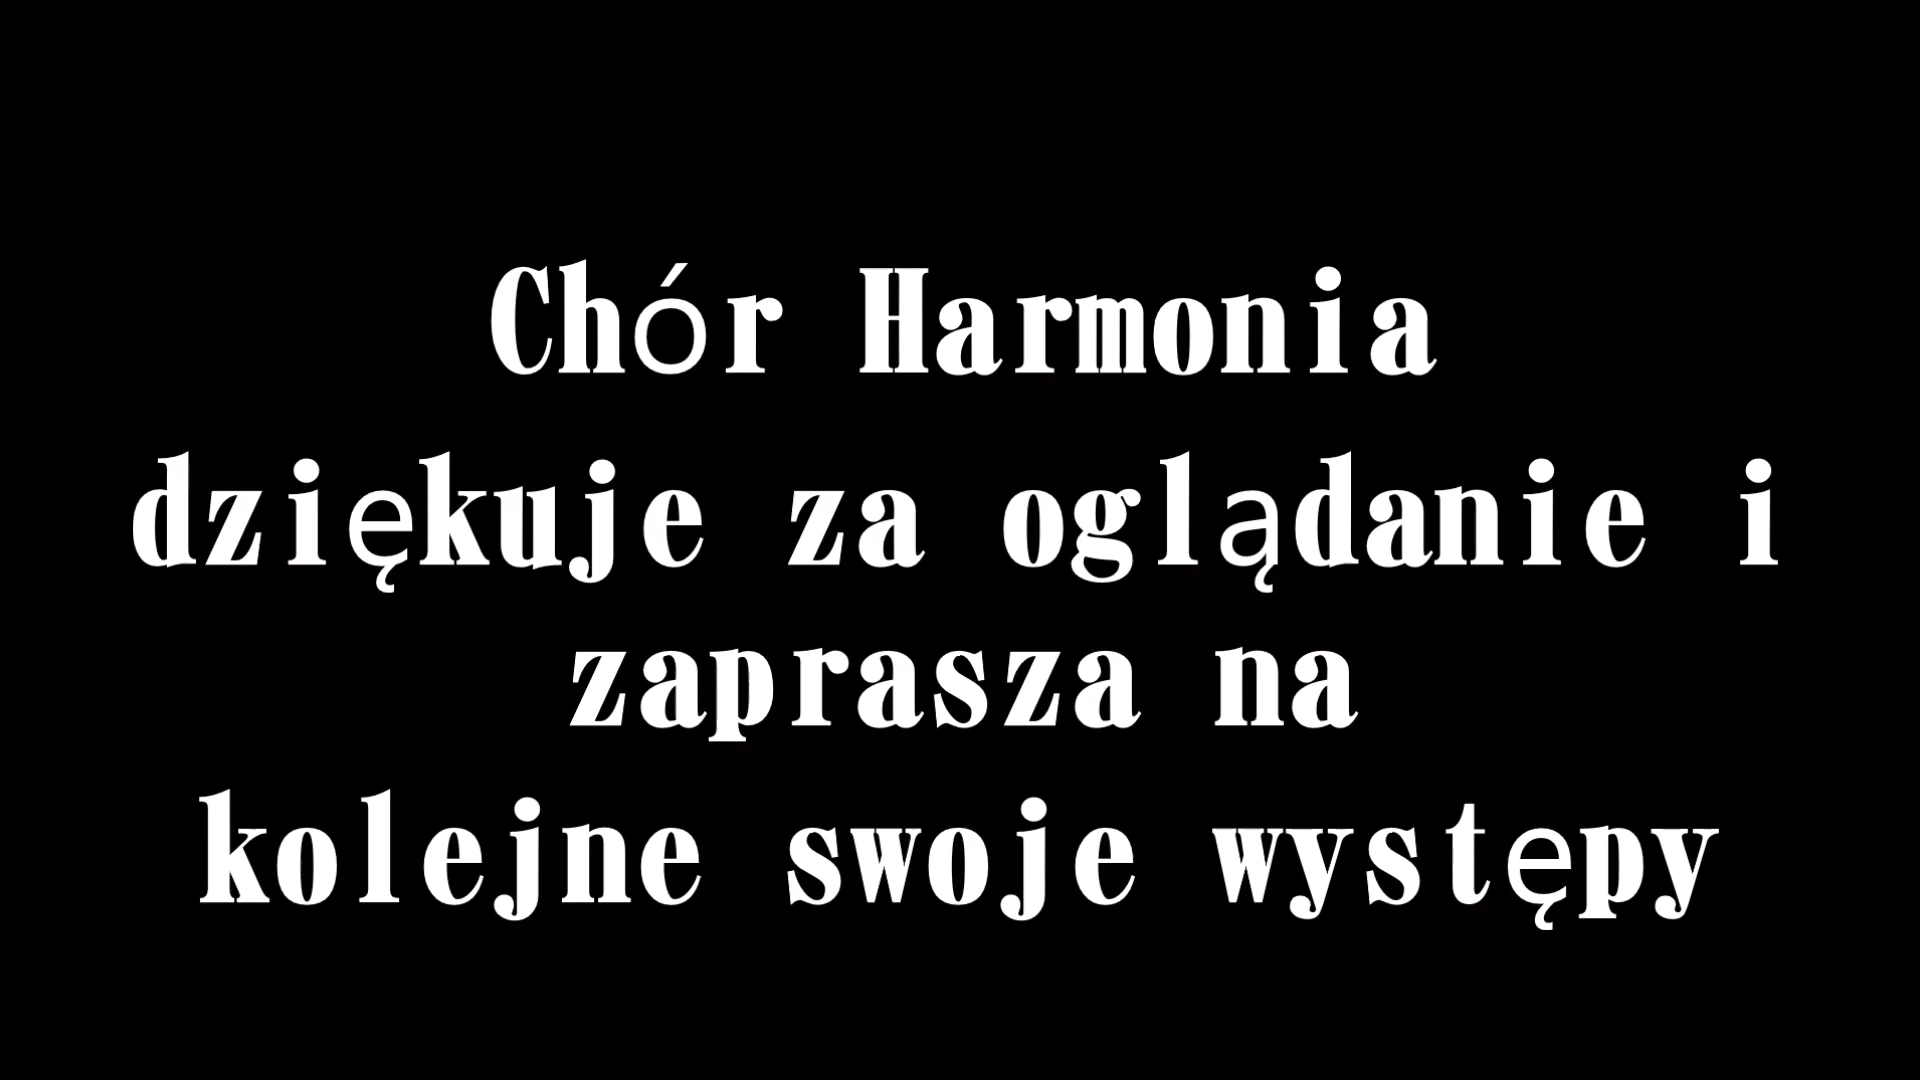 Chór Harmonia
dziękuje za oglądanie i
zaprasza na
kolejne swoje występy